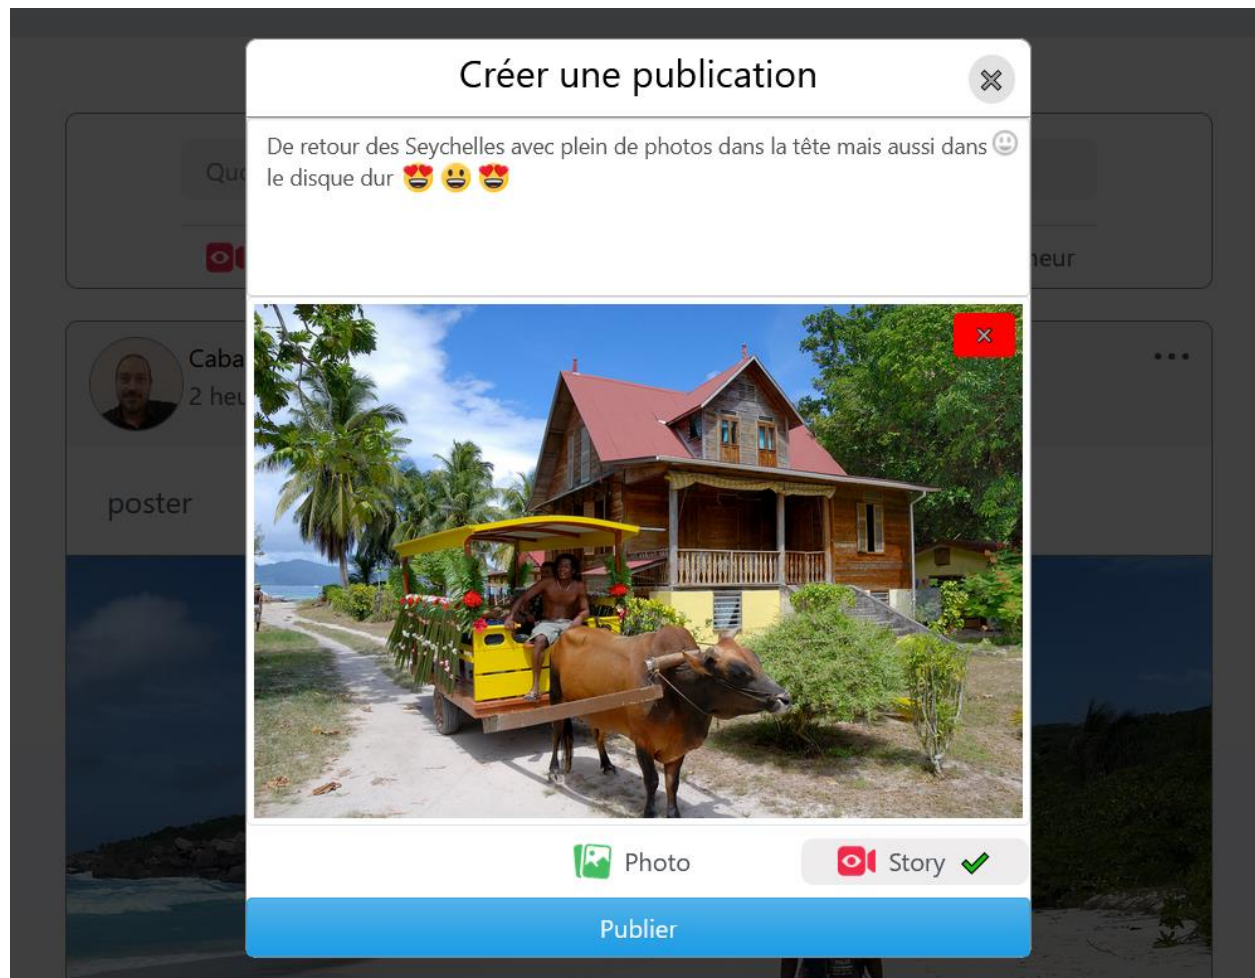 Créer une publication
De retour des Seychelles avec plein de photos dans la tête mais aussi dans
le disque dur 😍 😃 😍
poster
Photo
Story
Publier